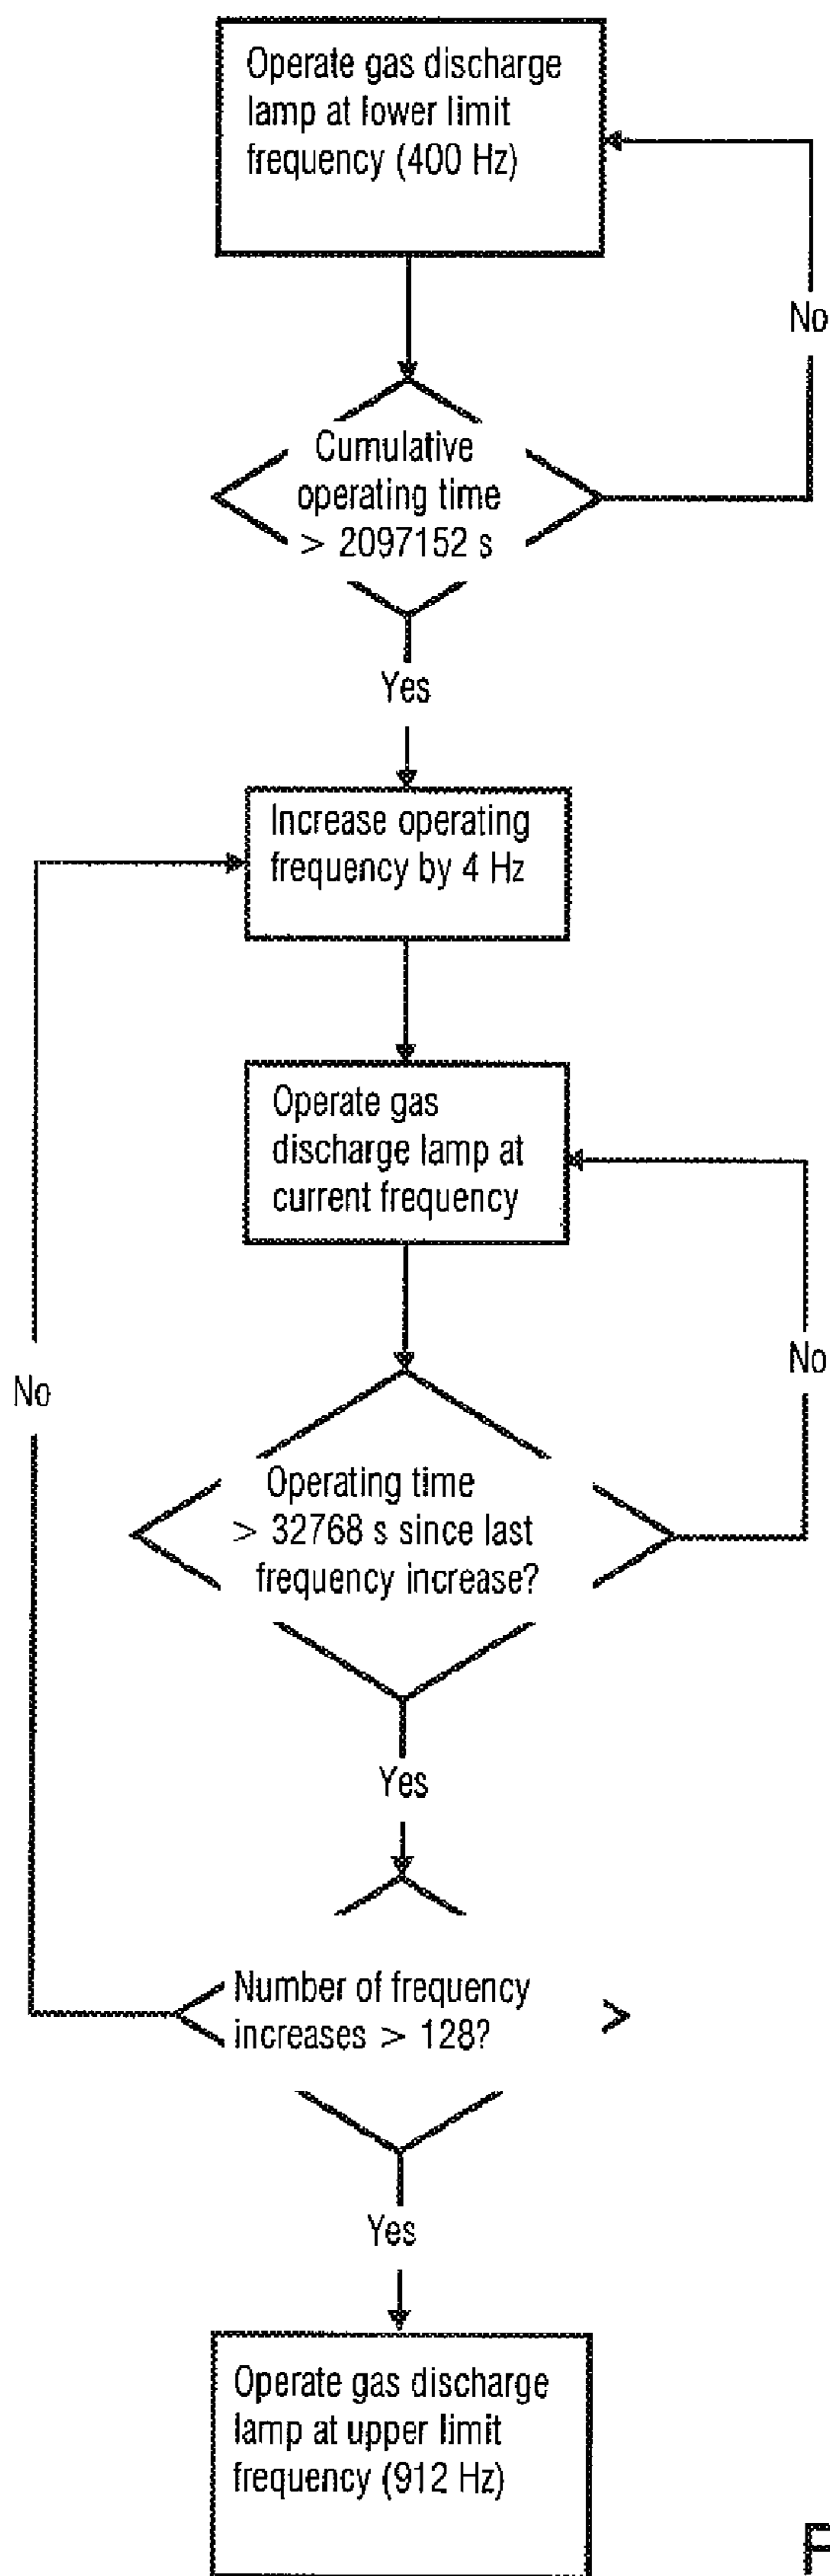 Operate gas discharge
lamp at lower limit
frequency (400 Hz)
No
Cumulative
operating time
> 2097152 s
Yes
Increase operating
frequency by 4 Hz
Operate gas
discharge lamp at
current frequency
No
No
Operating time
> 32768 s since last
frequency increase?
Yes
Number of frequency
increases > 128?
Yes
Operate gas discharge
lamp at upper limit
frequency (912 Hz)